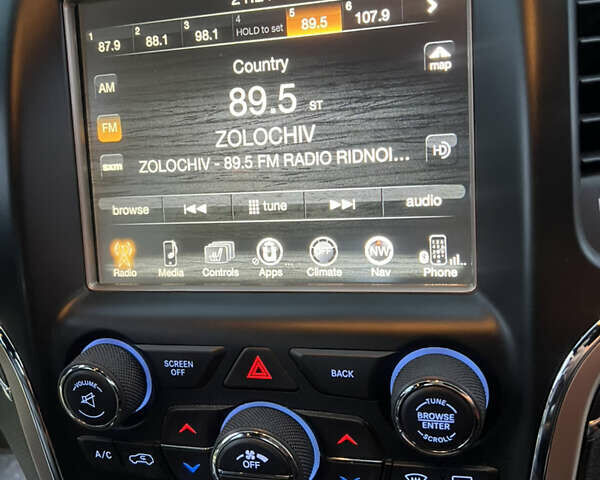 1 87.9 2 88.1 3 98.1 4 HOLD to set 5 89.5 6 107.9
map
Country
AM
89.5 ST
FM
ZOLOCHIV
HD
sxm
ZOLOCHIV - 89.5 FM RADIO RIDNOI...
browse tune audio
OFF NW
Radio Media Controls Apps Climate Nav Phone
SCREEN OFF
BACK
VOLUME
TUNE
BROWSE
ENTER
SCROLL
A/C
OFF